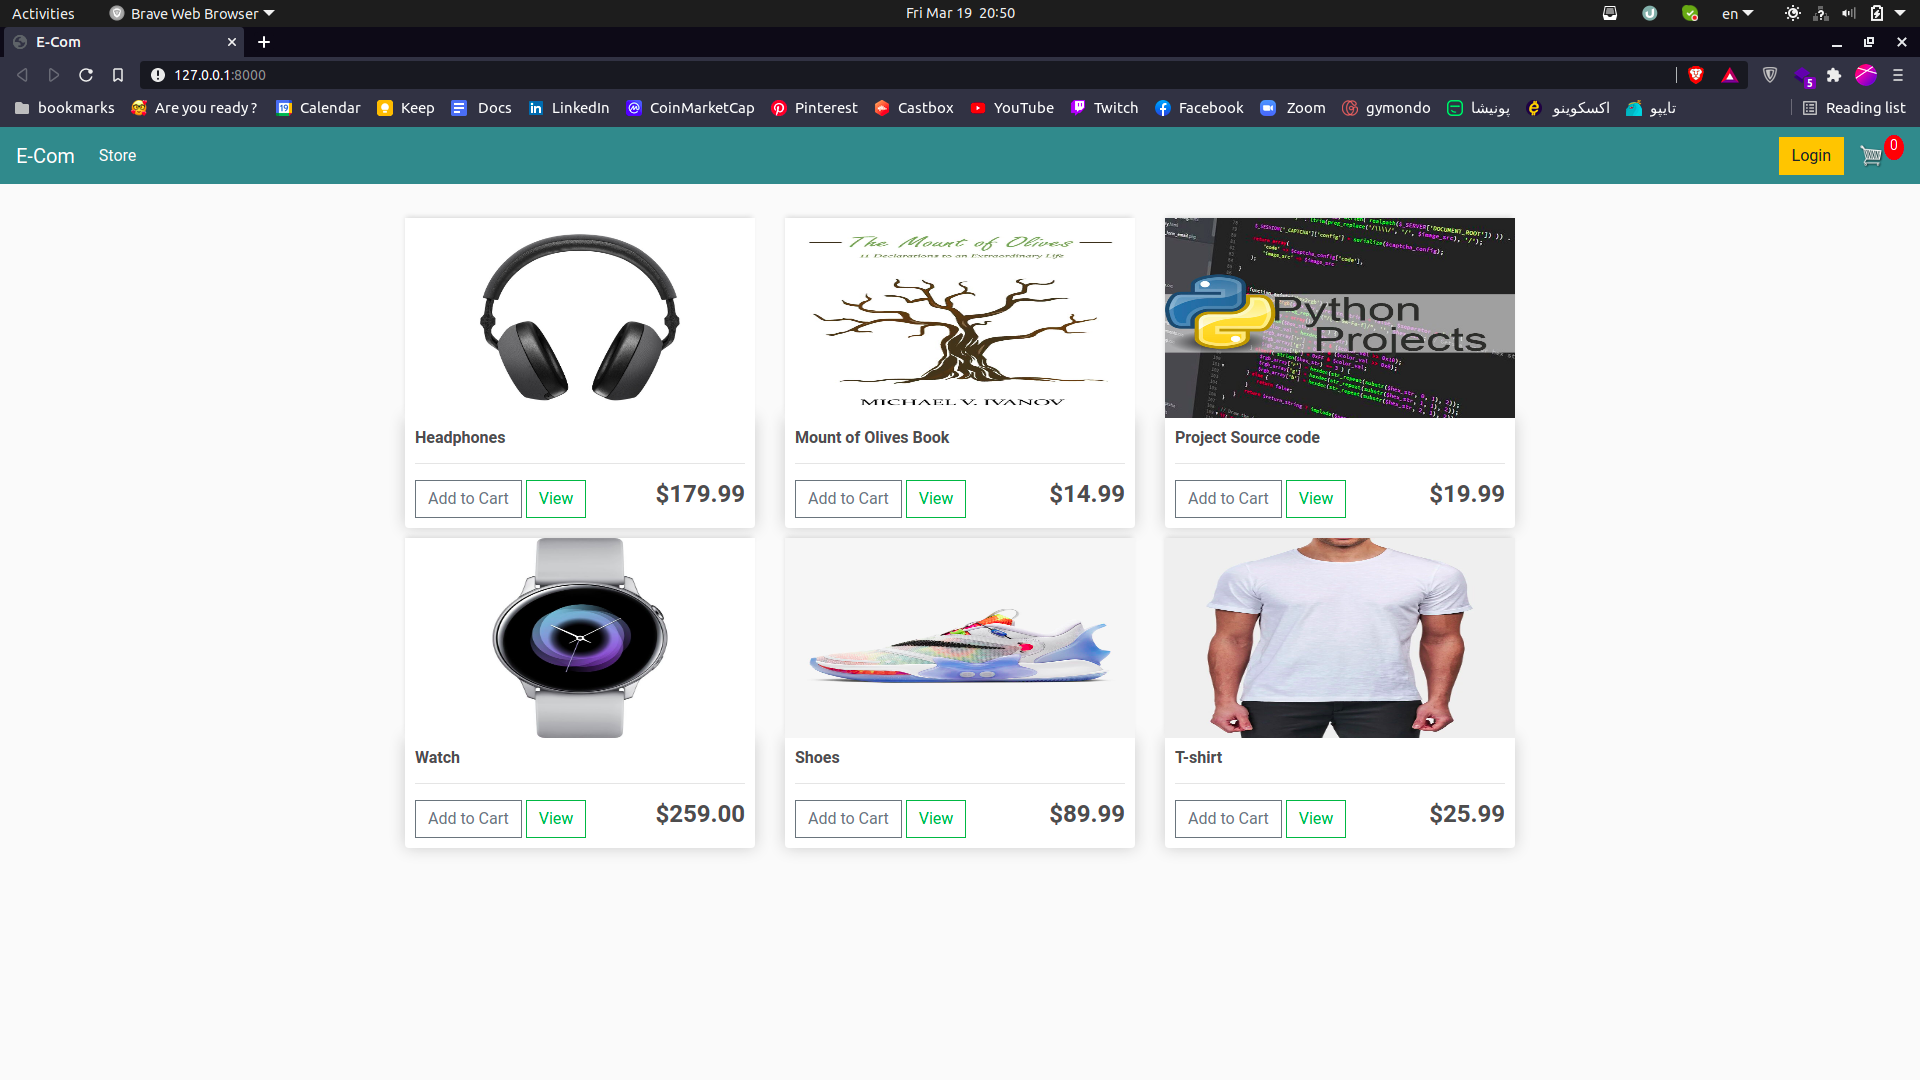 Activities Brave Web Browser Fri Mar 19 20:50 en
E-Com
127.0.0.1:8000 5
bookmarks Are you ready? 19 Calendar Keep Docs LinkedIn CoinMarketCap Pinterest Castbox YouTube Twitch Facebook Zoom gymondo پونیشا اکسکوینو تاپیو Reading list
E-Com Store Login 0
The Mount of Olives
11 Declarations to an Extraordinary Life
MICHAEL V. IVANOV
Python
Projects
Headphones Mount of Olives Book Project Source code
Add to Cart View $179.99 Add to Cart View $14.99 Add to Cart View $19.99
Watch Shoes T-shirt
Add to Cart View $259.00 Add to Cart View $89.99 Add to Cart View $25.99